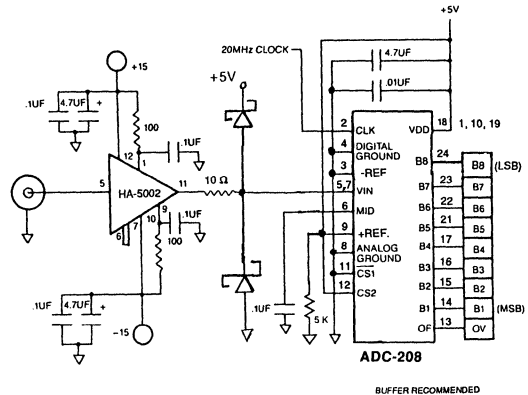 +5V
+15
20MHz CLOCK
4.7UF
.01UF
+5V
.1UF 4.7UF +
100
.1UF
2 CLK VDD 18 1, 10, 19
4 DIGITAL GROUND
B8 24 B8 (LSB)
3 -REF
12 1
5 HA-5002 11 10 Ω
5,7 VIN
B7 23 B7
6 MID
B6 22 B6
9 +REF.
B5 21 B5
8 ANALOG GROUND
B4 17 B4
11 CS1
B3 16 B3
12 CS2
B2 15 B2
B1 14 B1 (MSB)
OF 13 OV
6 7 10 9
.1UF
100
.1UF 4.7UF +
-15
.1UF
5 K
ADC-208
BUFFER RECOMMENDED